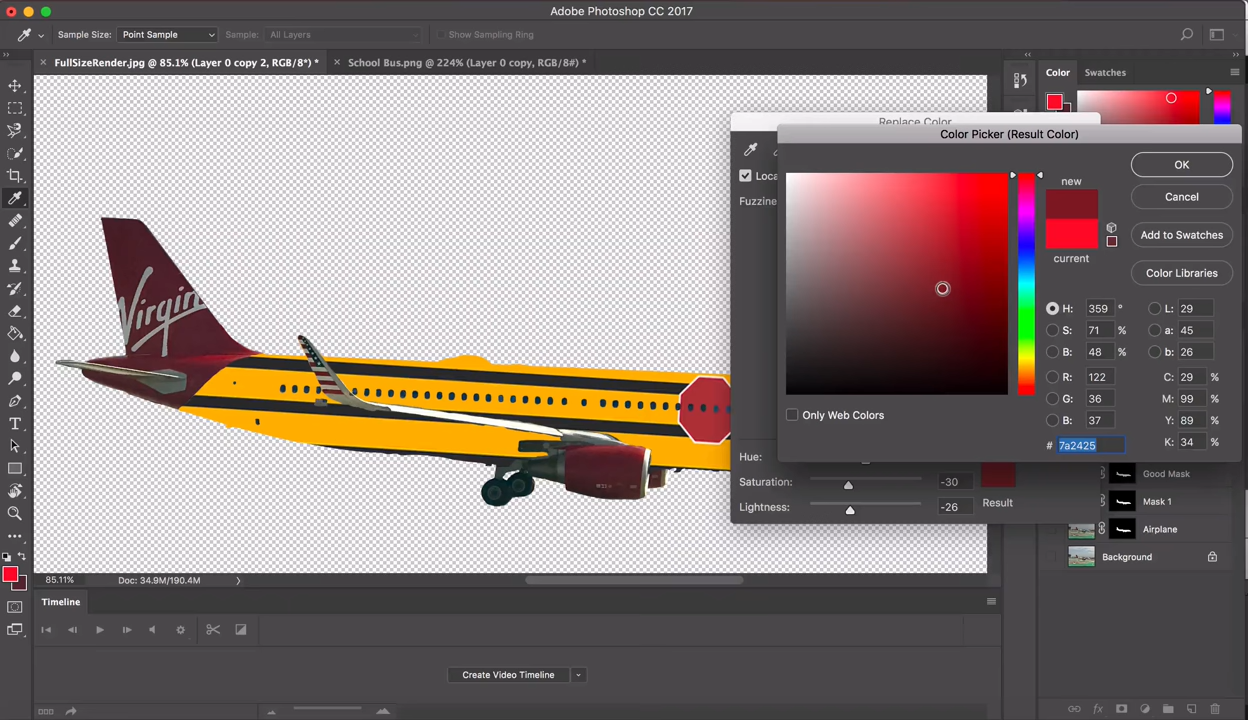 Adobe Photoshop CC 2017
Sample Size: Point Sample Sample: All Layers Show Sampling Ring
FullSizeRender.jpg @ 85.1% (Layer 0 copy 2, RGB/8*) *
School Bus.png @ 224% (Layer 0 copy, RGB/8#) *
Color Swatches
Replace Color
Color Picker (Result Color)
Loca
Fuzzine
new
current
OK
Cancel
Add to Swatches
Color Libraries
H: 359 °
S: 71 %
B: 48 %
R: 122
G: 36
B: 37
L: 29
a: 45
b: 26
C: 29 %
M: 99 %
Y: 89 %
K: 34 %
# 7a2425
Only Web Colors
Virgin
Hue:
Saturation: -30
Lightness: -26
Result
Good Mask
Mask 1
Airplane
Background
85.11% Doc: 34.9M/190.4M
Timeline
Create Video Timeline
fx